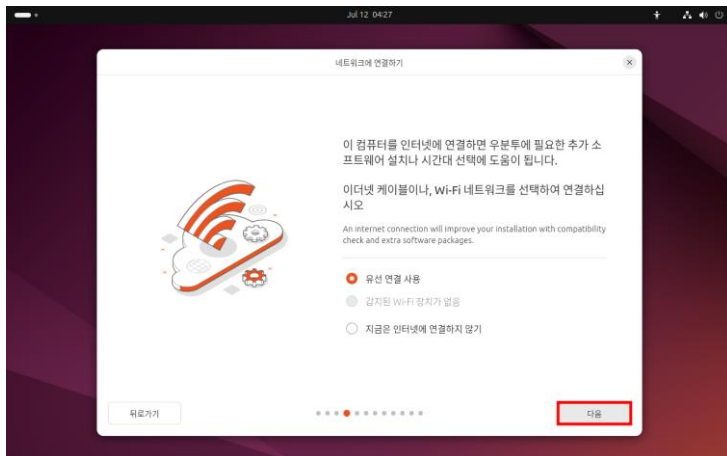 Jul 12 04:27
네트워크에 연결하기
이 컴퓨터를 인터넷에 연결하면 우분투에 필요한 추가 소
프트웨어 설치나 시간대 선택에 도움이 됩니다.
이더넷 케이블이나, Wi-Fi 네트워크를 선택하여 연결하십
시오
An internet connection will improve your installation with compatibility
check and extra software packages.
유선 연결 사용
감지된 Wi-Fi 장치가 없음
지금은 인터넷에 연결하지 않기
뒤로가기
다음